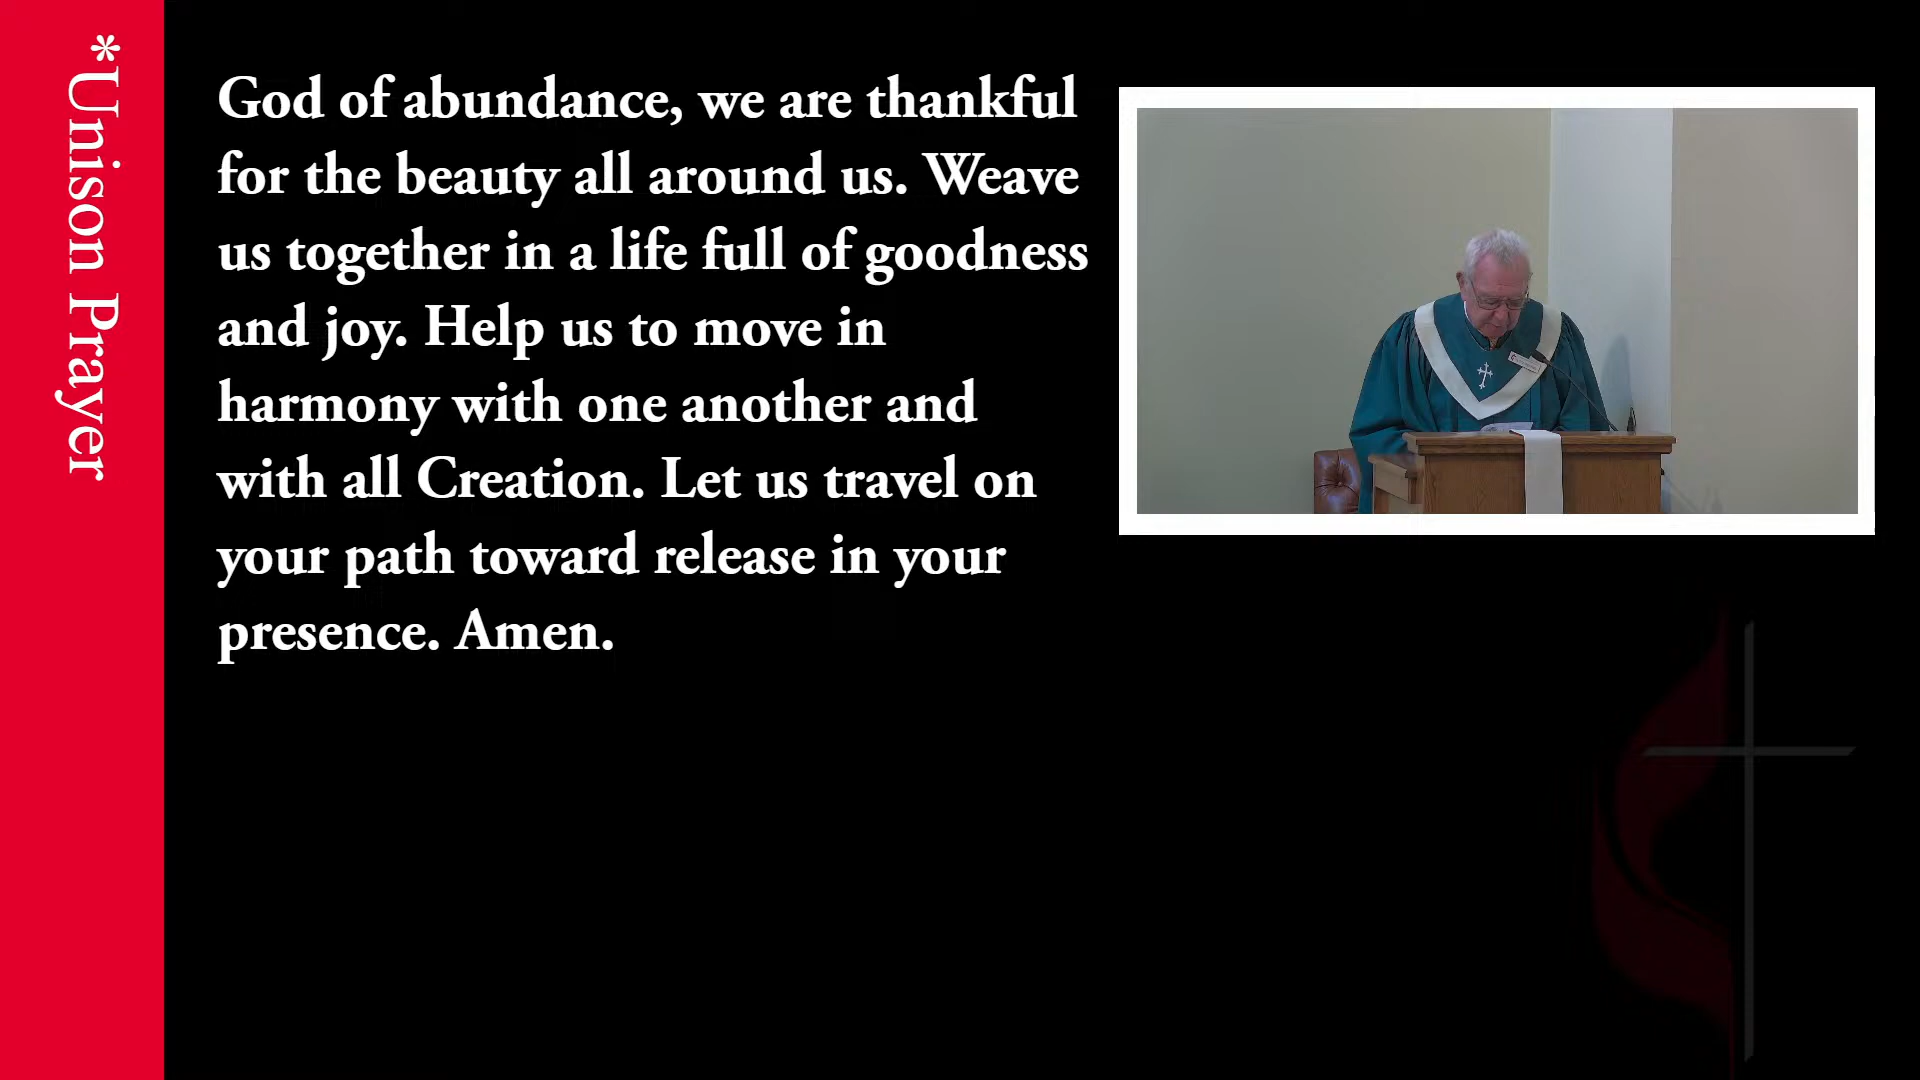 *Unison Prayer
God of abundance, we are thankful
for the beauty all around us. Weave
us together in a life full of goodness
and joy. Help us to move in
harmony with one another and
with all Creation. Let us travel on
your path toward release in your
presence. Amen.